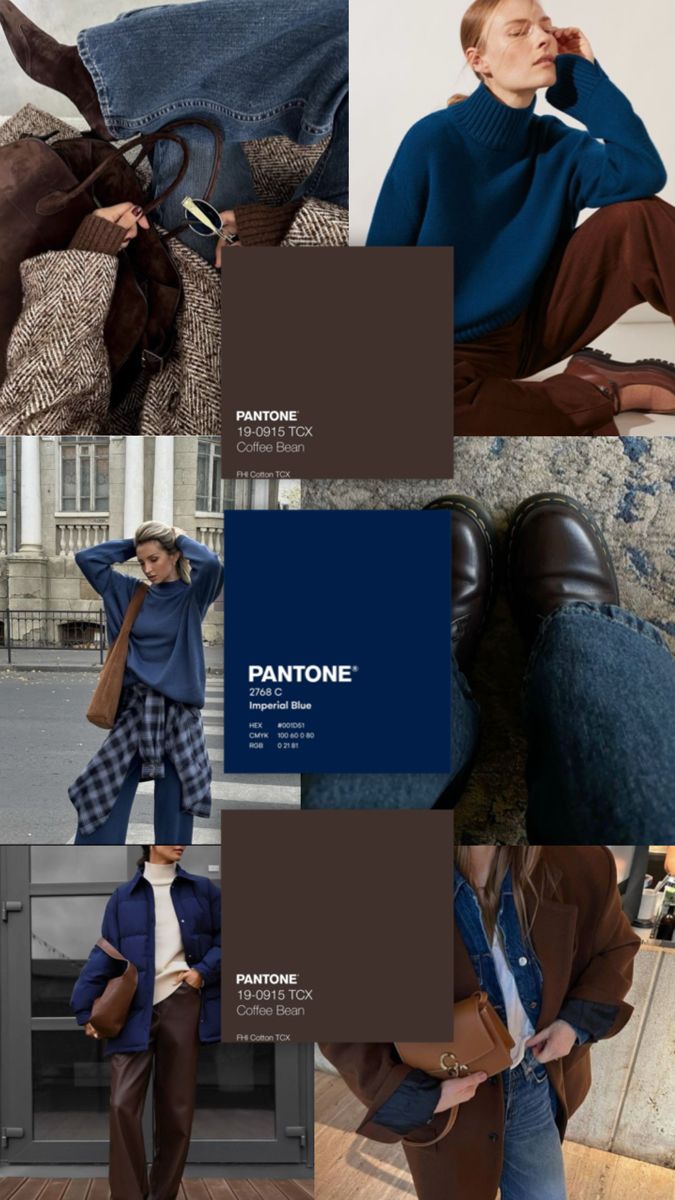 PANTONE®
19-0915 TCX
Coffee Bean
FHI Cotton TCX
PANTONE®
2768 C
Imperial Blue
HEX #001D51
CMYK 100 60 0 80
RGB 0 21 81
PANTONE®
19-0915 TCX
Coffee Bean
FHI Cotton TCX